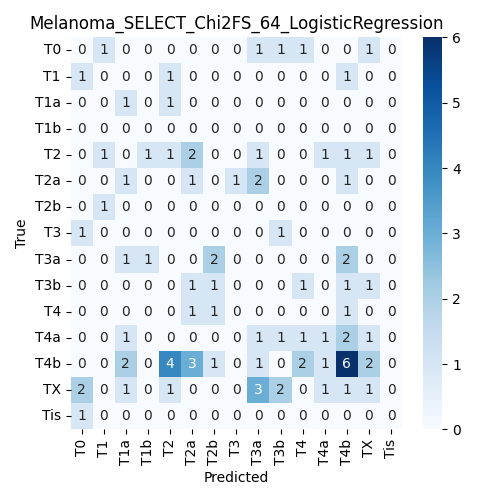 Melanoma_SELECT_Chi2FS_64_LogisticRegression
T0 0 1 0 0 0 0 0 0 1 1 1 0 0 1 0
T1 1 0 0 0 1 0 0 0 0 0 0 0 1 0 0
T1a 0 0 1 0 1 0 0 0 0 0 0 0 0 0 0
T1b 0 0 0 0 0 0 0 0 0 0 0 0 0 0 0
T2 0 1 0 1 1 2 0 0 1 0 0 1 1 1 0
T2a 0 0 1 0 0 1 0 1 2 0 0 0 1 0 0
T2b 0 1 0 0 0 0 0 0 0 0 0 0 0 0 0
T3 1 0 0 0 0 0 0 0 0 1 0 0 0 0 0
T3a 0 0 1 1 0 0 2 0 0 0 0 0 2 0 0
T3b 0 0 0 0 0 1 1 0 0 0 1 0 1 1 0
T4 0 0 0 0 0 1 1 0 0 0 0 0 1 0 0
T4a 0 0 1 0 0 0 0 0 1 1 1 1 2 1 0
T4b 0 0 2 0 4 3 1 0 1 0 2 1 6 2 0
TX 2 0 1 0 1 0 0 0 3 2 0 1 1 1 0
Tis 1 0 0 0 0 0 0 0 0 0 0 0 0 0 0
T0 T1 T1a T1b T2 T2a T2b T3 T3a T3b T4 T4a T4b TX Tis
Predicted
True
6
5
4
3
2
1
0